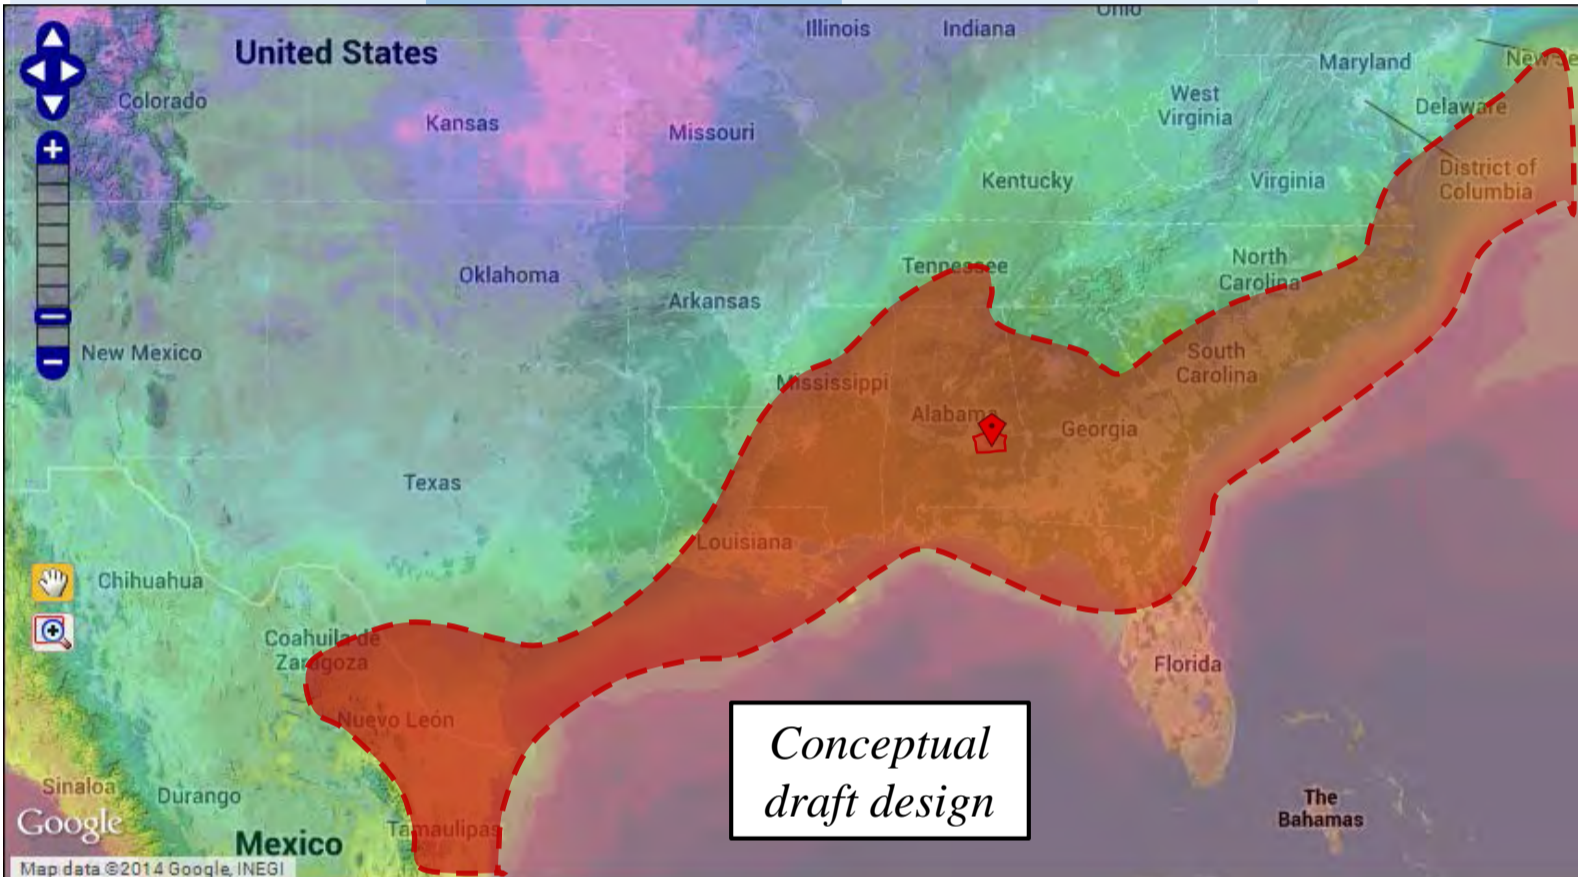 Ohio
Illinois
Indiana
United States
Maryland
New Je
Colorado
West
Virginia
Delaware
Kansas
Missouri
Kentucky
Virginia
District of
Columbia
Tennessee
North
Carolina
Oklahoma
Arkansas
New Mexico
South
Carolina
Mississippi
Alabama
Georgia
Texas
Louisiana
Chihuahua
Coahuila de
Zaragoza
Florida
Nuevo León
Conceptual
draft design
Sinaloa
Durango
The
Bahamas
Google
Tamaulipas
Mexico
Map data ©2014 Google, INEGI